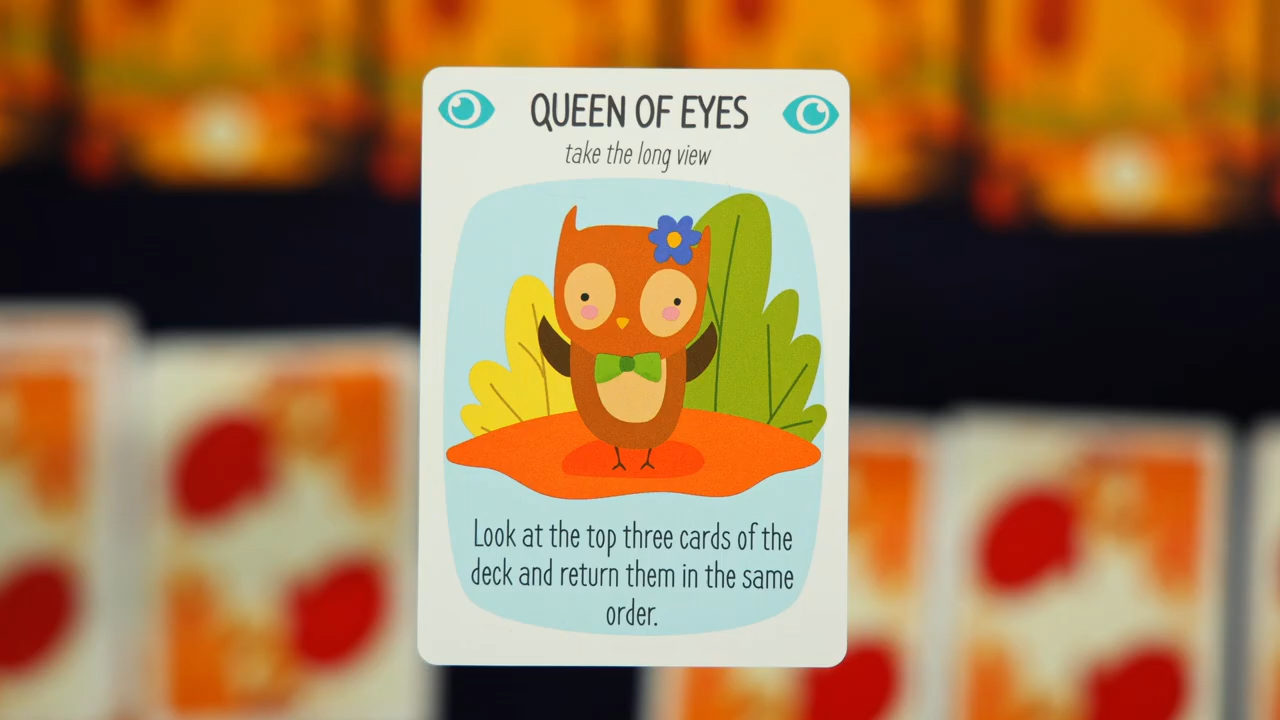 QUEEN OF EYES
take the long view
Look at the top three cards of the
deck and return them in the same
order.